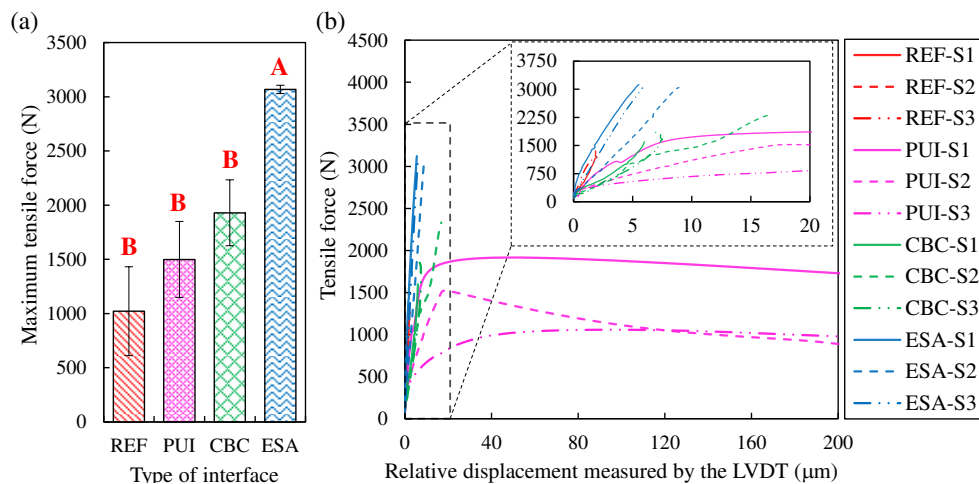 (a)
3500
3000
2500
2000
1500
1000
500
0
Maximum tensile force (N)
B
B
B
A
REF PUI CBC ESA
Type of interface
(b)
4500
4000
3500
3000
2500
2000
1500
1000
500
0
Tensile force (N)
0 40 80 120 160 200
Relative displacement measured by the LVDT (μm)
3750
3000
2250
1500
750
0
0 5 10 15 20
REF-S1
REF-S2
REF-S3
PUI-S1
PUI-S2
PUI-S3
CBC-S1
CBC-S2
CBC-S3
ESA-S1
ESA-S2
ESA-S3